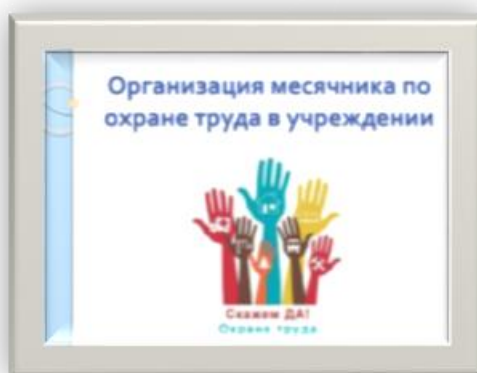 Организация месячника по
охране труда в учреждении
Скажем ДА!
Охране труда